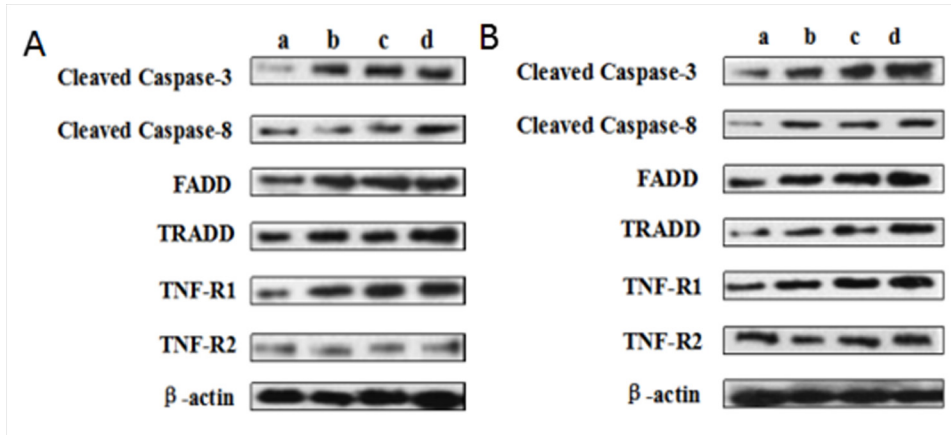 A
a b c d
Cleaved Caspase-3
Cleaved Caspase-8
FADD
TRADD
TNF-R1
TNF-R2
β-actin
B
a b c d
Cleaved Caspase-3
Cleaved Caspase-8
FADD
TRADD
TNF-R1
TNF-R2
β-actin